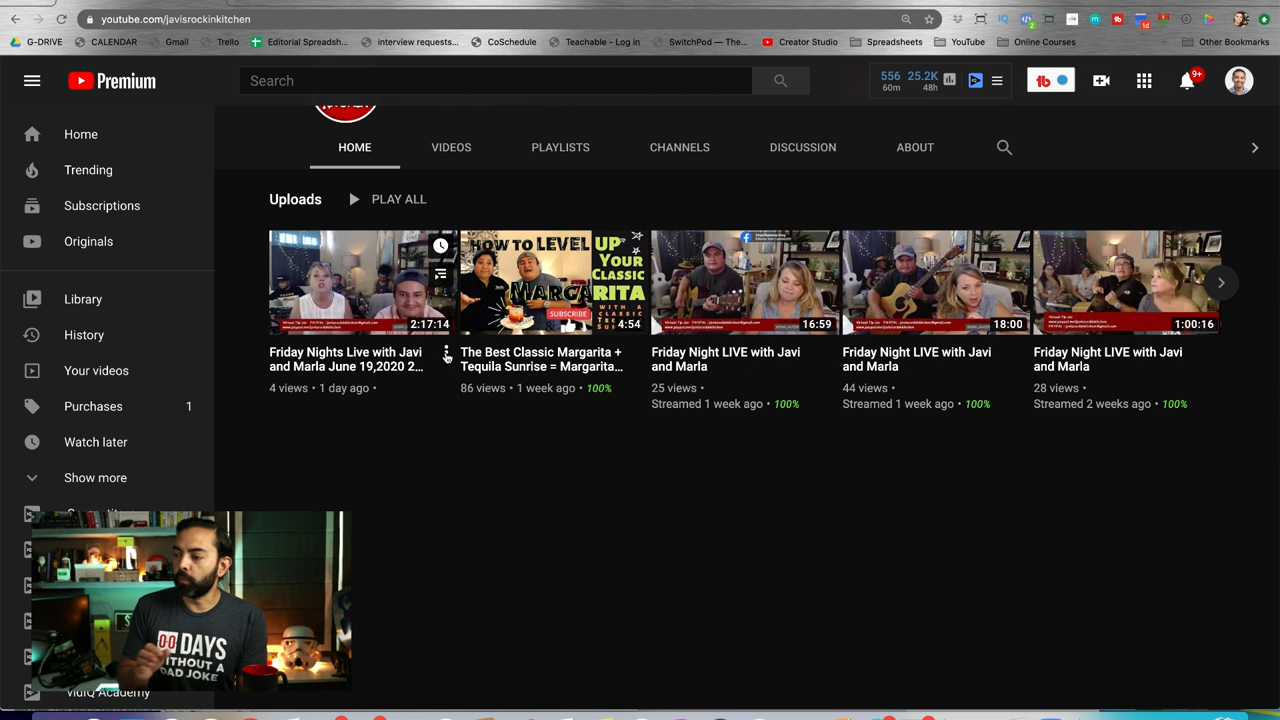 youtube.com/javisrockinkitchen
G-DRIVE CALENDAR Gmail Trello Editorial Spreadsh... interview requests... CoSchedule Teachable - Log in SwitchPod — The... Creator Studio Spreadsheets YouTube Online Courses Other Bookmarks
Premium
Search
556 25.2K
60m 48h
tb
9+
HOME VIDEOS PLAYLISTS CHANNELS DISCUSSION ABOUT
Home
Trending
Subscriptions
Originals
Library
History
Your videos
Purchases 1
Watch later
Show more
vidIQ Academy
Uploads PLAY ALL
2:17:14
Friday Nights Live with Javi
and Marla June 19,2020 2...
4 views • 1 day ago •
HOW TO LEVEL UP
YOUR
CLASSIC
MARGARITA
WITH A
CLASSIC
SUBSCRIBE
4:54
The Best Classic Margarita +
Tequila Sunrise = Margarita...
86 views • 1 week ago • 100%
16:59
Friday Night LIVE with Javi
and Marla
25 views •
Streamed 1 week ago • 100%
18:00
Friday Night LIVE with Javi
and Marla
44 views •
Streamed 1 week ago • 100%
1:00:16
Friday Night LIVE with Javi
and Marla
28 views •
Streamed 2 weeks ago • 100%
00 DAYS
WITHOUT A
DAD JOKE